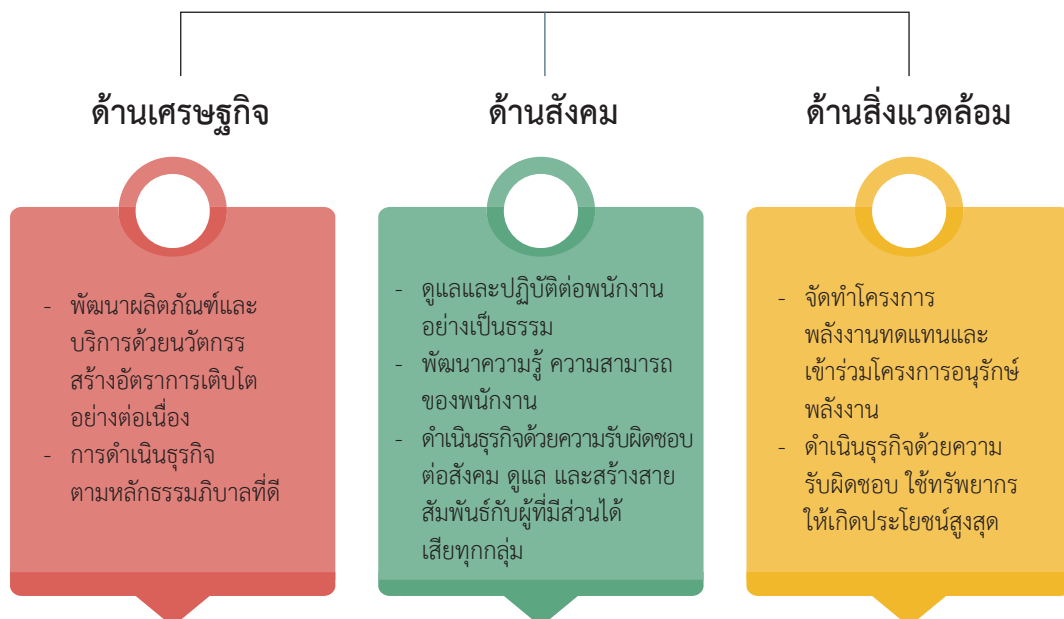 ด้านเศรษฐกิจ
- พัฒนาผลิตภัณฑ์และ
บริการด้วยนวัตกรร
สร้างอัตราการเติบโต
อย่างต่อเนื่อง
- การดำเนินธุรกิจ
ตามหลักธรรมภิบาลที่ดี
ด้านสังคม
- ดูแลและปฏิบัติต่อพนักงาน
อย่างเป็นธรรม
- พัฒนาความรู้ ความสามารถ
ของพนักงาน
- ดำเนินธุรกิจด้วยความรับผิดชอบ
ต่อสังคม ดูแล และสร้างสาย
สัมพันธ์กับผู้ที่มีส่วนได้
เสียทุกกลุ่ม
ด้านสิ่งแวดล้อม
- จัดทำโครงการ
พลังงานทดแทนและ
เข้าร่วมโครงการอนุรักษ์
พลังงาน
- ดำเนินธุรกิจด้วยความ
รับผิดชอบ ใช้ทรัพยากร
ให้เกิดประโยชน์สูงสุด